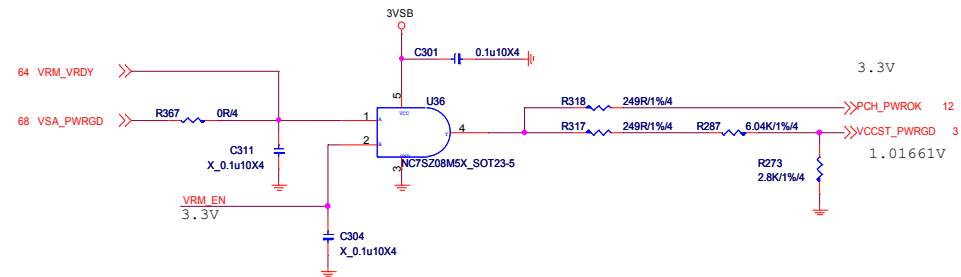 3VSB
C301 0.1u10X4
3.3V
64 VRM_VRDY
U36
R318 249R/1%/4 PCH_PWROK 12
5
VCC
68 VSA_PWRGD R367 0R/4 1 A
Y 4 R317 249R/1%/4 R287 6.04K/1%/4 VCCST_PWRGD 3
2 B
1.01661V
C311
X_0.1u10X4
GND
3
NC7SZ08M5X_SOT23-5
R273
2.8K/1%/4
VRM_EN
3.3V
C304
X_0.1u10X4